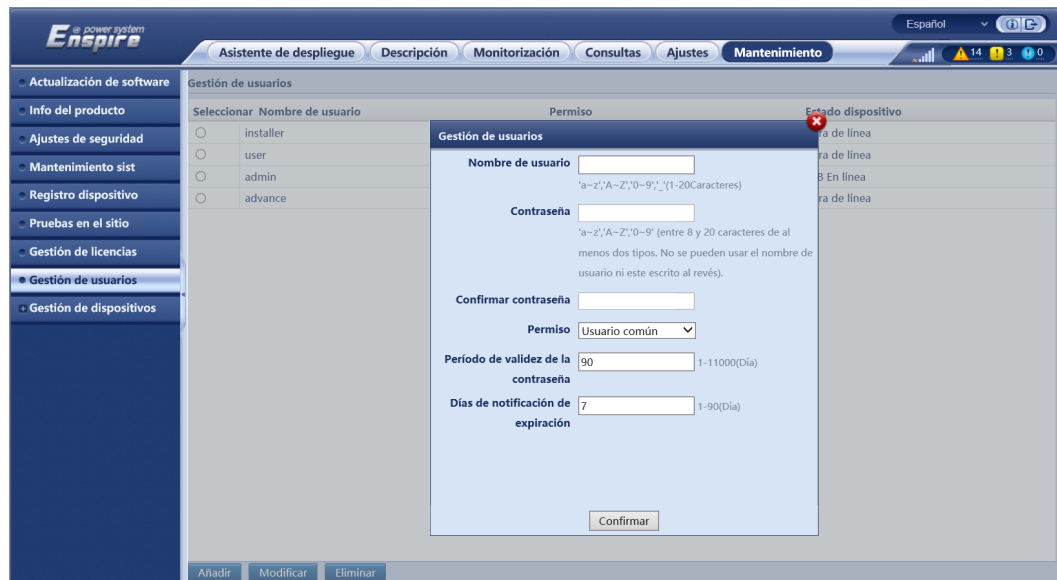 e power system
Enspire
Español
Asistente de despliegue
Descripción
Monitorización
Consultas
Ajustes
Mantenimiento
14
3
0
Actualización de software
Info del producto
Ajustes de seguridad
Mantenimiento sist
Registro dispositivo
Pruebas en el sitio
Gestión de licencias
Gestión de usuarios
Gestión de dispositivos
Gestión de usuarios
Seleccionar Nombre de usuario Permiso Estado dispositivo
installer ra de línea
user ra de línea
admin En línea
advance ra de línea
Gestión de usuarios
Nombre de usuario
'a~z','A~Z','0~9','_'(1-20Caracteres)
Contraseña
'a~z','A~Z','0~9' (entre 8 y 20 caracteres de al
menos dos tipos. No se pueden usar el nombre de
usuario ni este escrito al revés).
Confirmar contraseña
Permiso Usuario común
Período de validez de la 90 1-11000(Día)
contraseña
Días de notificación de 7 1-90(Día)
expiración
Confirmar
Añadir Modificar Eliminar